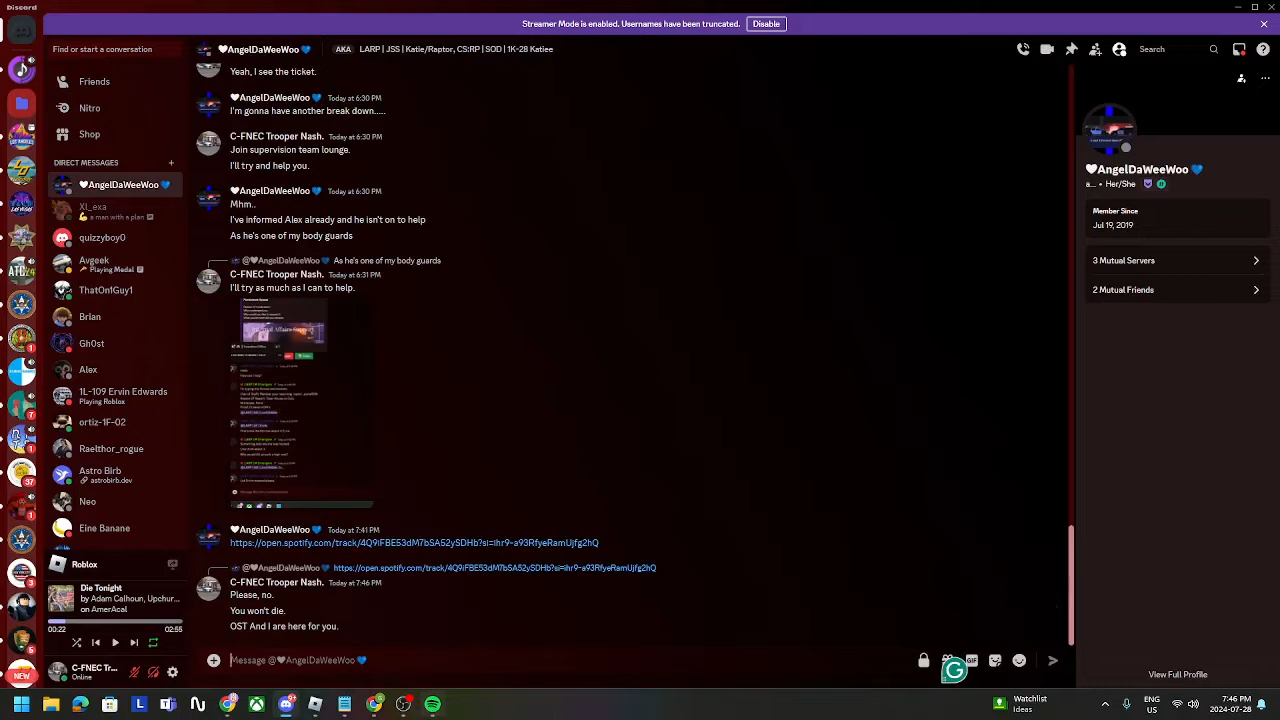 Discord
Streamer Mode is enabled. Usernames have been truncated.
Disable
Find or start a conversation
🤍AngelDaWeeWoo 💙
AKA
LARP | JSS | Katie/Raptor, CS:RP | SOD | 1K-28 Katiee
Search
Friends
Nitro
Shop
DIRECT MESSAGES
🤍AngelDaWeeWoo 💙
Xl_exa
💪 a man with a plan
quizzyboy0
Avgeek
Playing Medal
ThatOn1Guy1
Brian
Gh0st
Alex
1L-109 Ervin Edwards
Playing Roblox
ortiz-1F-02
Raelthor_rogue
Astro Birb
@ astrobirb.dev
Neo
Eine Banane
Roblox
Die Tonight
by Adam Calhoun, Upchur...
on AmerAcal
00:22
02:55
C-FNEC Tr...
Online
1
1
7
1
97
1
3
5
NEW
Yeah, I see the ticket.
🤍AngelDaWeeWoo 💙 Today at 6:30 PM
I'm gonna have another break down.....
C-FNEC Trooper Nash. Today at 6:30 PM
Join supervision team lounge.
I'll try and help you.
🤍AngelDaWeeWoo 💙 Today at 6:30 PM
Mhm..
I've informed Alex already and he isn't on to help
As he's one of my body guards
@🤍AngelDaWeeWoo 💙 As he's one of my body guards
C-FNEC Trooper Nash. Today at 6:31 PM
I'll try as much as I can to help.
🤍AngelDaWeeWoo 💙 Today at 7:41 PM
https://open.spotify.com/track/4Q9iFBE53dM7bSA52ySDHb?si=ihr9-a93RfyeRamUjfg2hQ
@🤍AngelDaWeeWoo 💙 https://open.spotify.com/track/4Q9iFBE53dM7bSA52ySDHb?si=ihr9-a93RfyeRamUjfg2hQ
C-FNEC Trooper Nash. Today at 7:46 PM
Please, no.
You won't die.
OST And I are here for you.
Message @🤍AngelDaWeeWoo 💙
GIF
🤍AngelDaWeeWoo 💙
a... • Her/She
Member Since
Jul 19, 2019
3 Mutual Servers
2 Mutual Friends
View Full Profile
Watchlist
Ideas
ENG
US
7:46 PM
2024-07-28